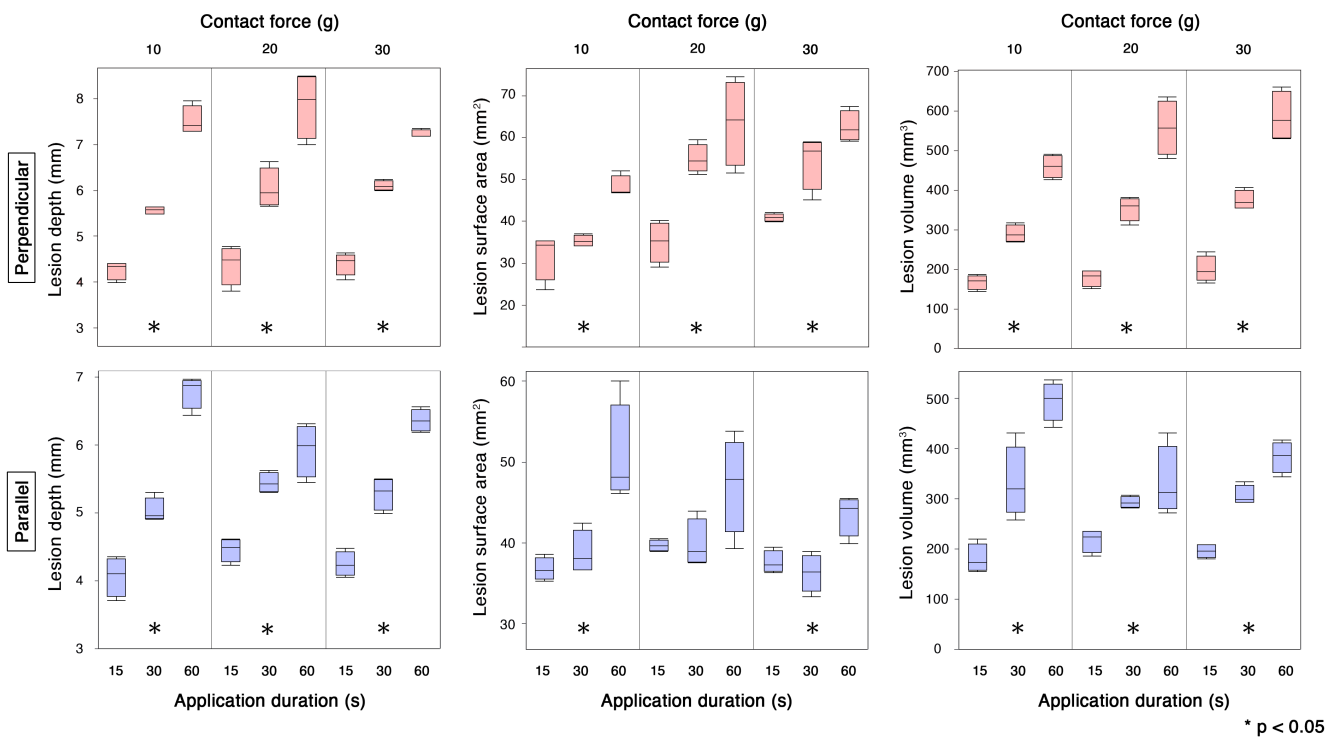 Contact force (g) Contact force (g) Contact force (g)
10 20 30 10 20 30 10 20 30
Perpendicular
Lesion depth (mm)
8
7
6
5
4
3
* * *
Lesion surface area (mm²)
70
60
50
40
30
20
* * *
Lesion volume (mm³)
700
600
500
400
300
200
100
0
* * *
Parallel
Lesion depth (mm)
7
6
5
4
3
* * *
Lesion surface area (mm²)
60
50
40
30
* *
Lesion volume (mm³)
500
400
300
200
100
0
* * *
15 30 60 15 30 60 15 30 60 15 30 60 15 30 60 15 30 60 15 30 60 15 30 60 15 30 60
Application duration (s) Application duration (s) Application duration (s)
* p < 0.05